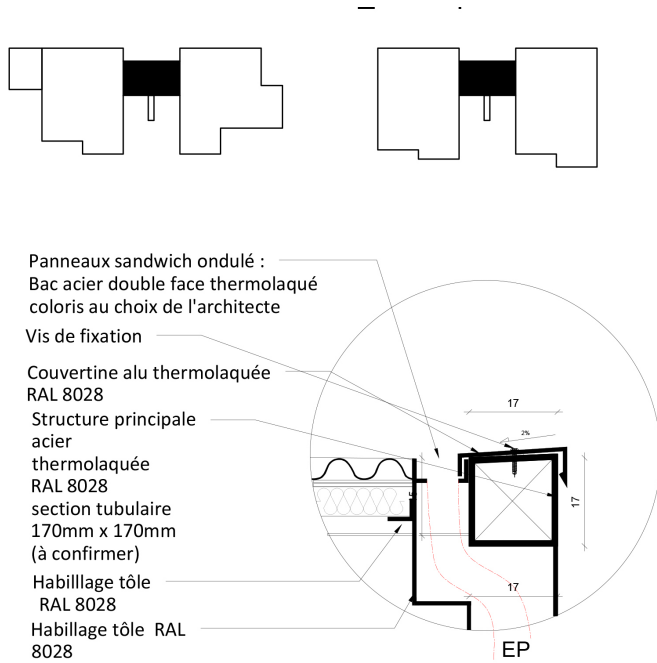 Panneaux sandwich ondulé :
Bac acier double face thermolaqué
coloris au choix de l'architecte
Vis de fixation
Couvertine alu thermolaquée
RAL 8028
Structure principale
acier
thermolaquée
RAL 8028
section tubulaire
170mm x 170mm
(à confirmer)
Habilllage tôle
RAL 8028
Habillage tôle RAL
8028
17
2%
17
17
EP